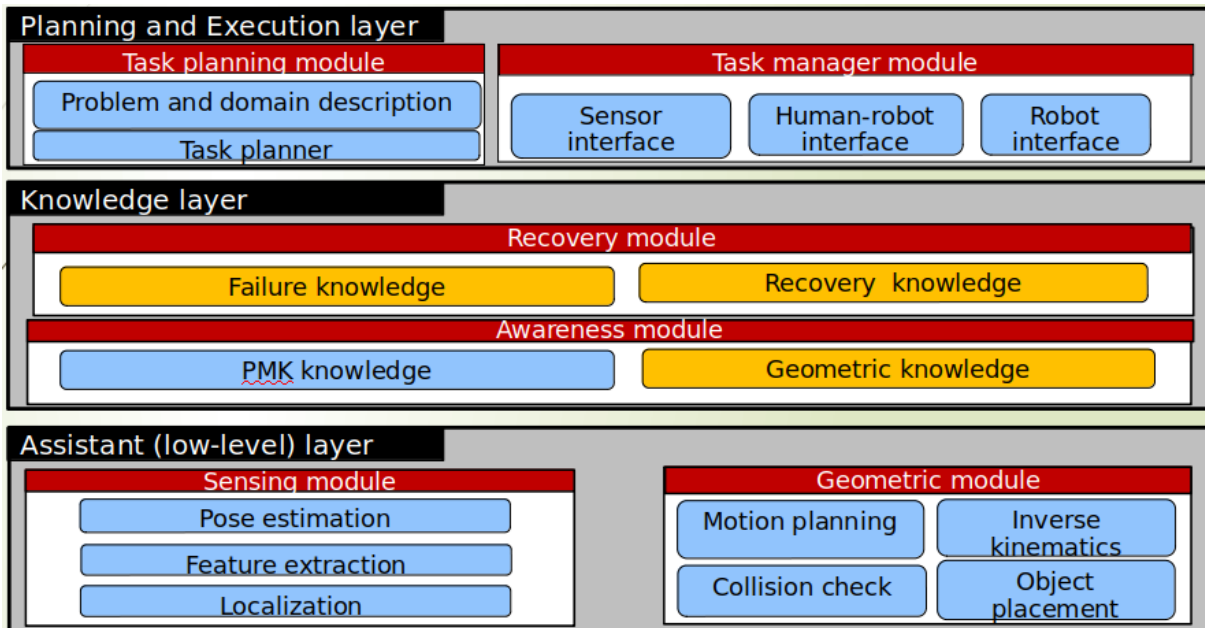 Planning and Execution layer
Task planning module
Problem and domain description
Task planner
Task manager module
Sensor
interface
Human-robot
interface
Robot
interface
Knowledge layer
Recovery module
Failure knowledge
Recovery knowledge
Awareness module
PMK knowledge
Geometric knowledge
Assistant (low-level) layer
Sensing module
Pose estimation
Feature extraction
Localization
Geometric module
Motion planning
Inverse
kinematics
Collision check
Object
placement